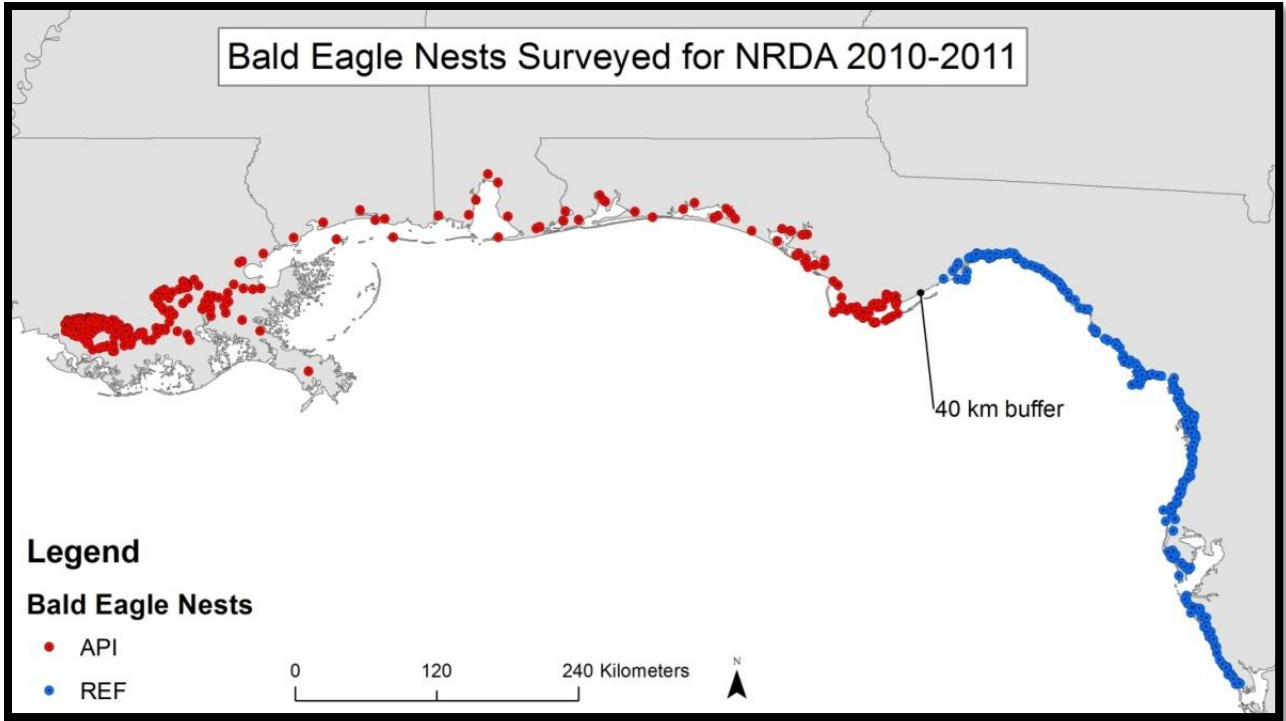 Bald Eagle Nests Surveyed for NRDA 2010-2011
40 km buffer
Legend
Bald Eagle Nests
API
REF
0 120 240 Kilometers
N